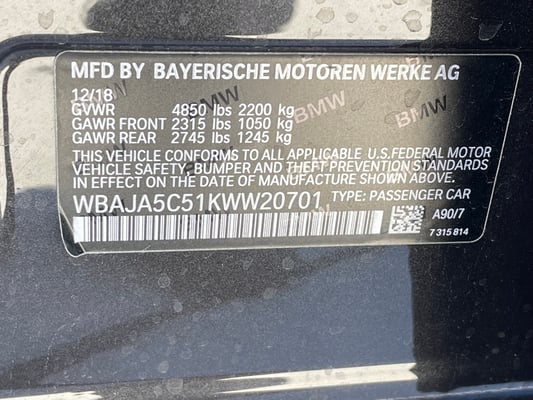 MFD BY BAYERISCHE MOTOREN WERKE AG
12/18
GVWR 4850 lbs 2200 kg
GAWR FRONT 2315 lbs 1050 kg
GAWR REAR 2745 lbs 1245 kg
THIS VEHICLE CONFORMS TO ALL APPLICABLE U.S.FEDERAL MOTOR
VEHICLE SAFETY, BUMPER AND THEFT PREVENTION STANDARDS IN
EFFECT ON THE DATE OF MANUFACTURE SHOWN ABOVE.
WBAJA5C51KWW20701 TYPE: PASSENGER CAR
A90/7
7 315 814
BMW
BMW
BMW